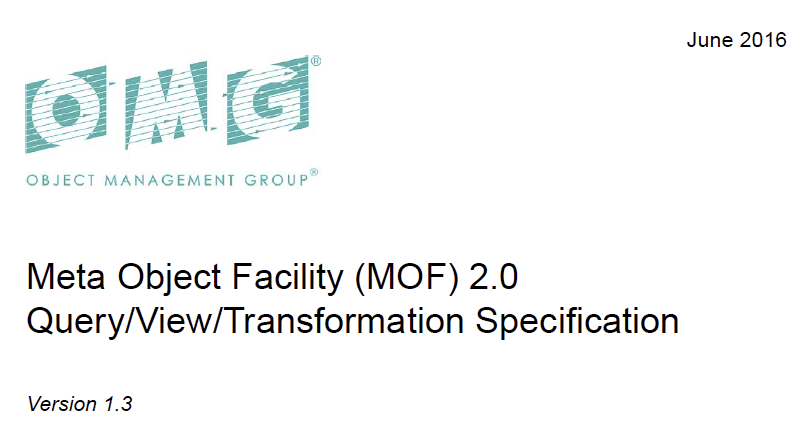 June 2016
OMG®
OBJECT MANAGEMENT GROUP®
Meta Object Facility (MOF) 2.0
Query/View/Transformation Specification
Version 1.3